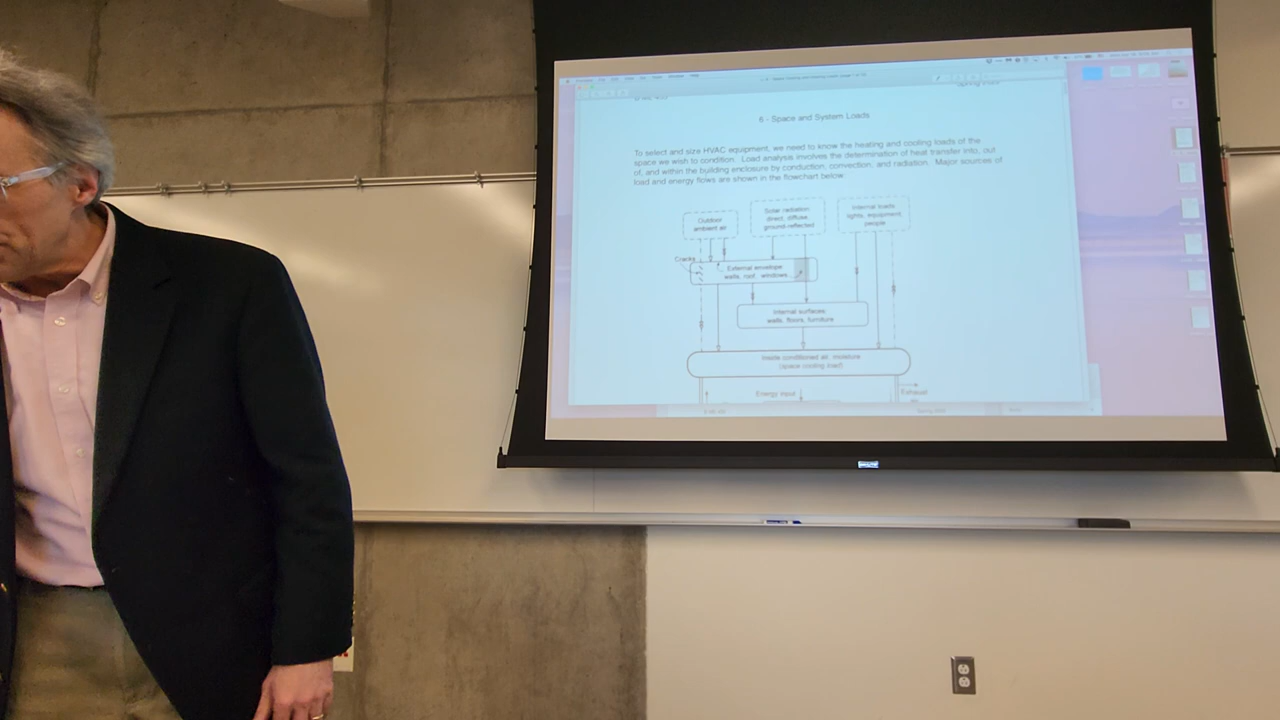 6 - Space and System Loads
To select and size HVAC equipment, we need to know the heating and cooling loads of the
space we wish to condition. Load analysis involves the determination of heat transfer into, out
of, and within the building enclosure by conduction, convection, and radiation. Major sources of
load and energy flows are shown in the flowchart below:
Outdoor
ambient air
Solar radiation
direct, diffuse
ground-reflected
Internal loads
lights, equipment
people
Cracks
External envelope
walls, roof, windows
Internal surfaces
walls, floors, furniture
Inside conditioned air, moisture
(space cooling load)
Energy input
Exhaust